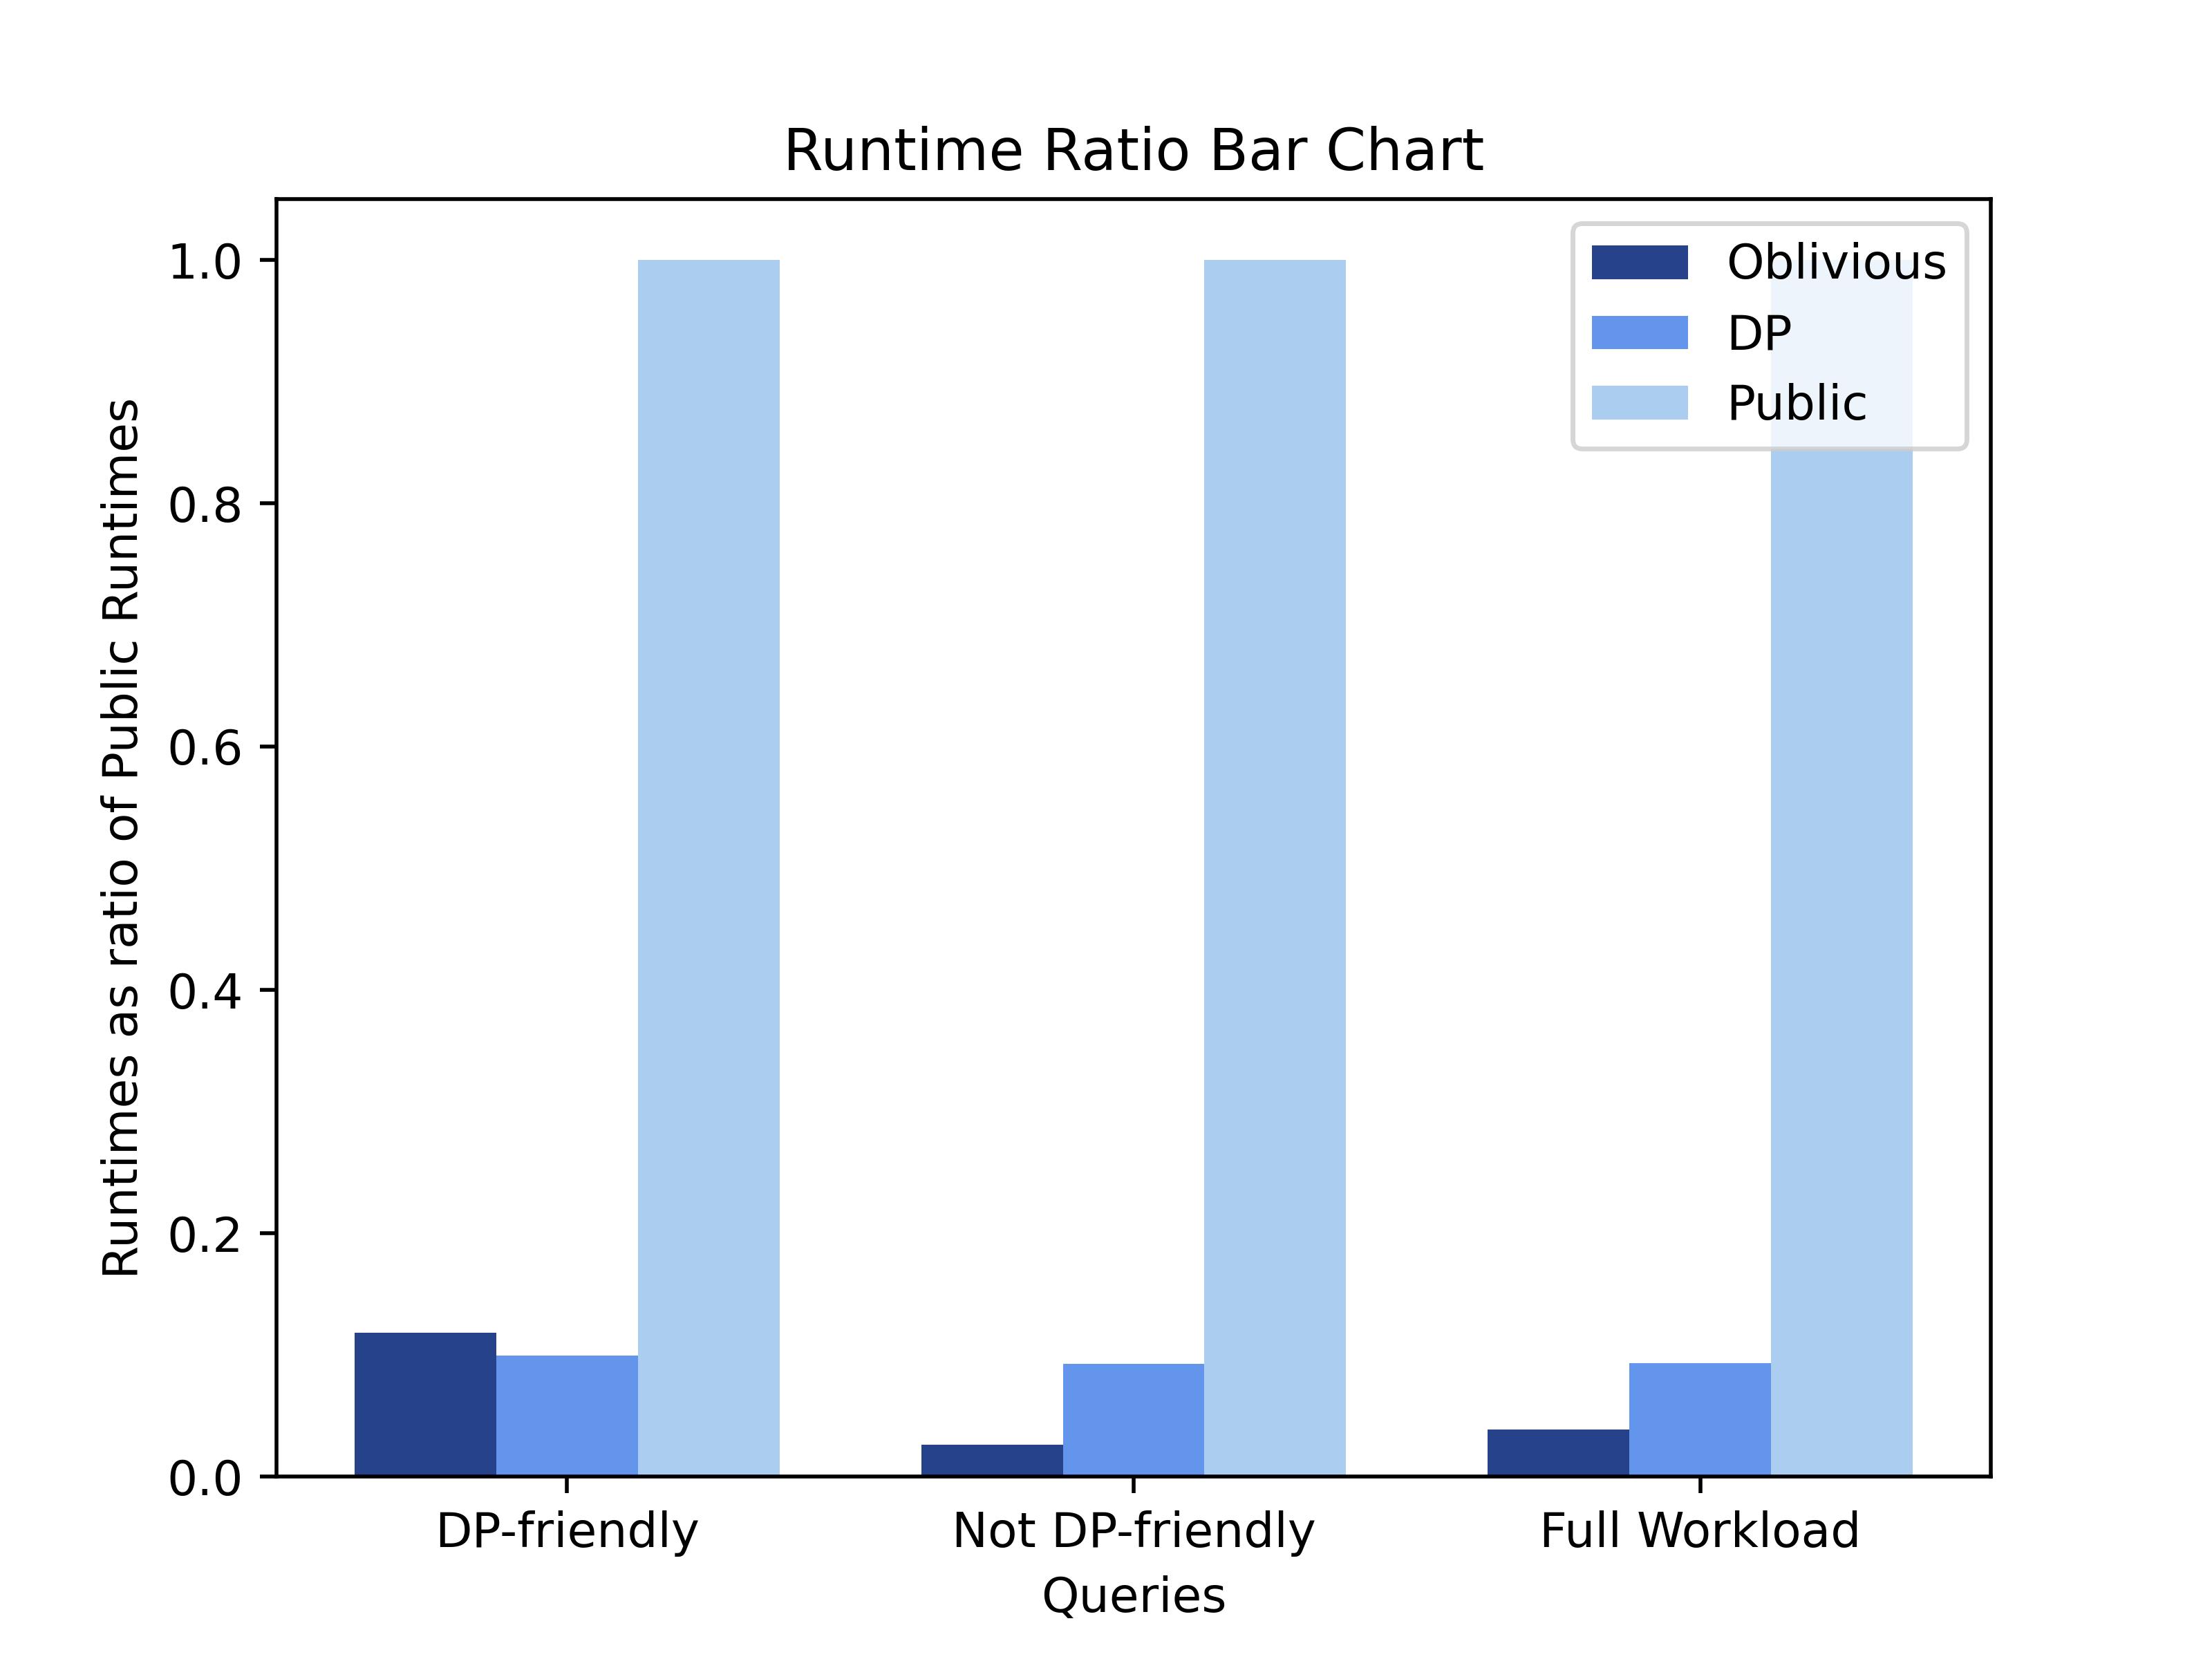 Runtime Ratio Bar Chart
Oblivious
DP
Public
Runtimes as ratio of Public Runtimes
1.0
0.8
0.6
0.4
0.2
0.0
DP-friendly
Not DP-friendly
Full Workload
Queries